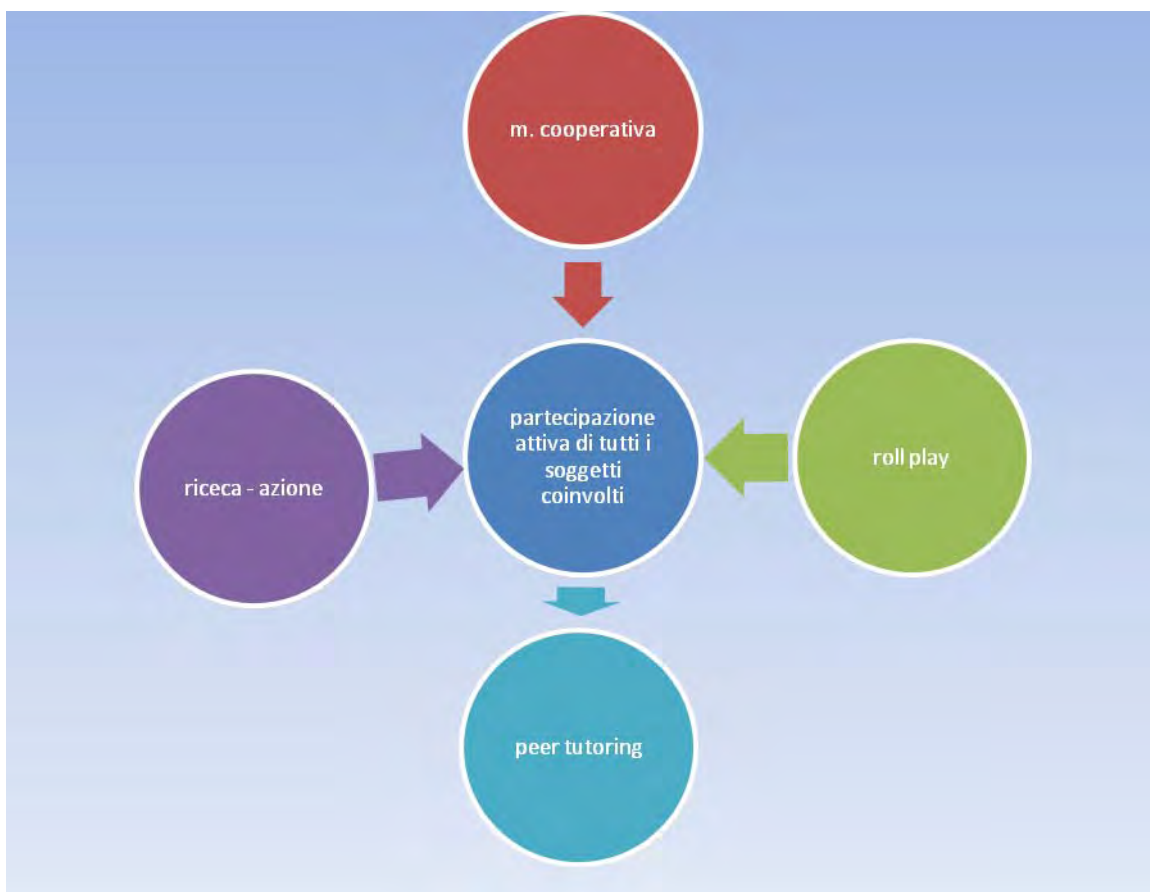 m. cooperativa
partecipazione
attiva di tutti i
soggetti
coinvolti
riceca - azione
roll play
peer tutoring